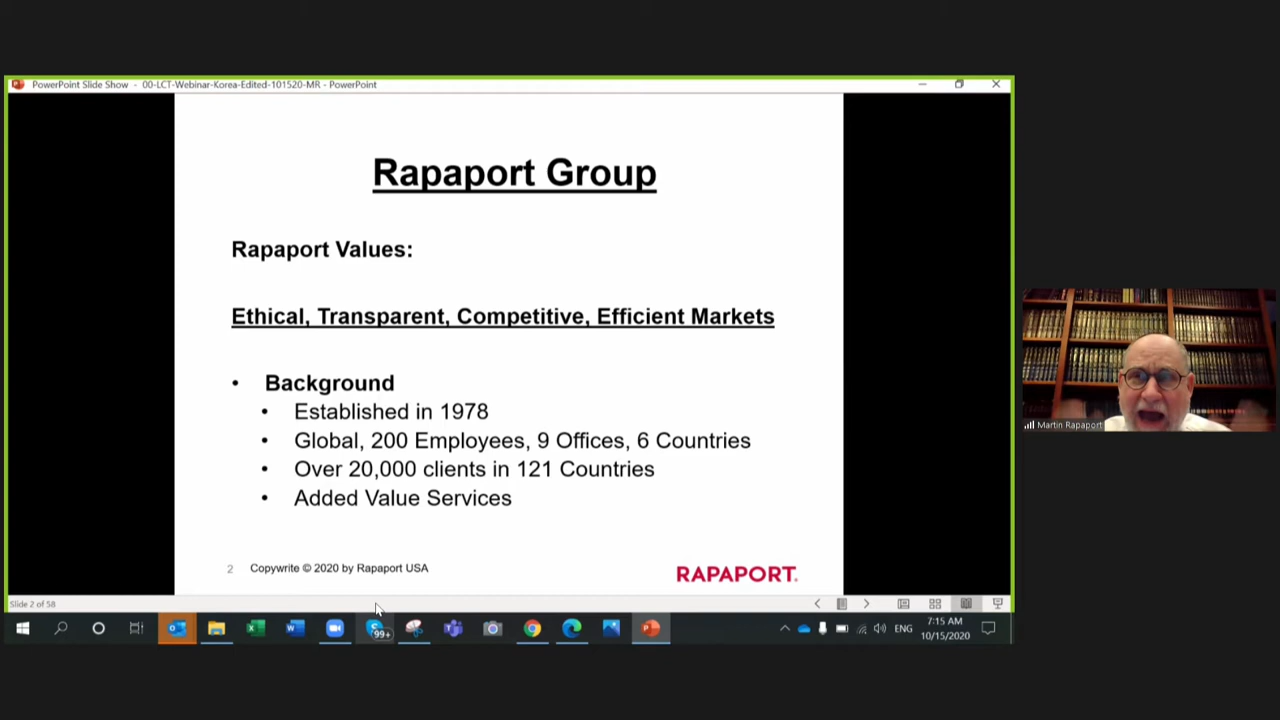 PowerPoint Slide Show - 00-LCT-Webinar-Korea-Edited-101520-MR - PowerPoint
Rapaport Group
Rapaport Values:
Ethical, Transparent, Competitive, Efficient Markets
• Background
• Established in 1978
• Global, 200 Employees, 9 Offices, 6 Countries
• Over 20,000 clients in 121 Countries
• Added Value Services
2 Copywrite © 2020 by Rapaport USA
RAPAPORT.
Martin Rapaport
Slide 2 of 58
99+
ENG
7:15 AM
10/15/2020